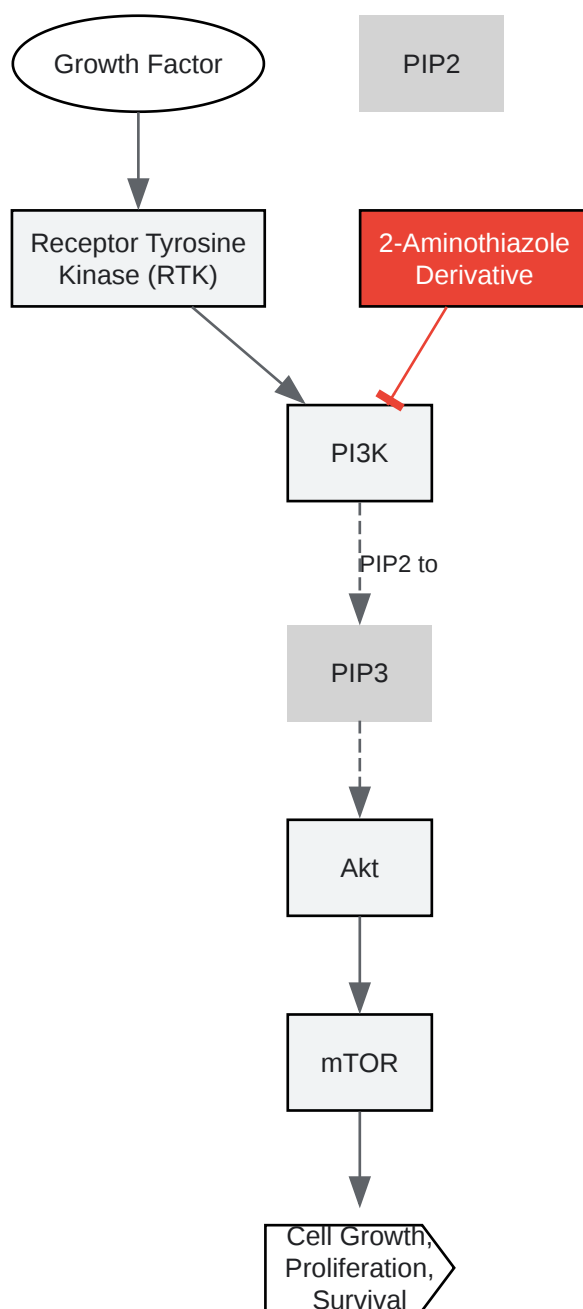 Growth Factor
PIP2
Receptor Tyrosine
Kinase (RTK)
2-Aminothiazole
Derivative
PI3K
PIP2 to
PIP3
Akt
mTOR
Cell Growth,
Proliferation,
Survival